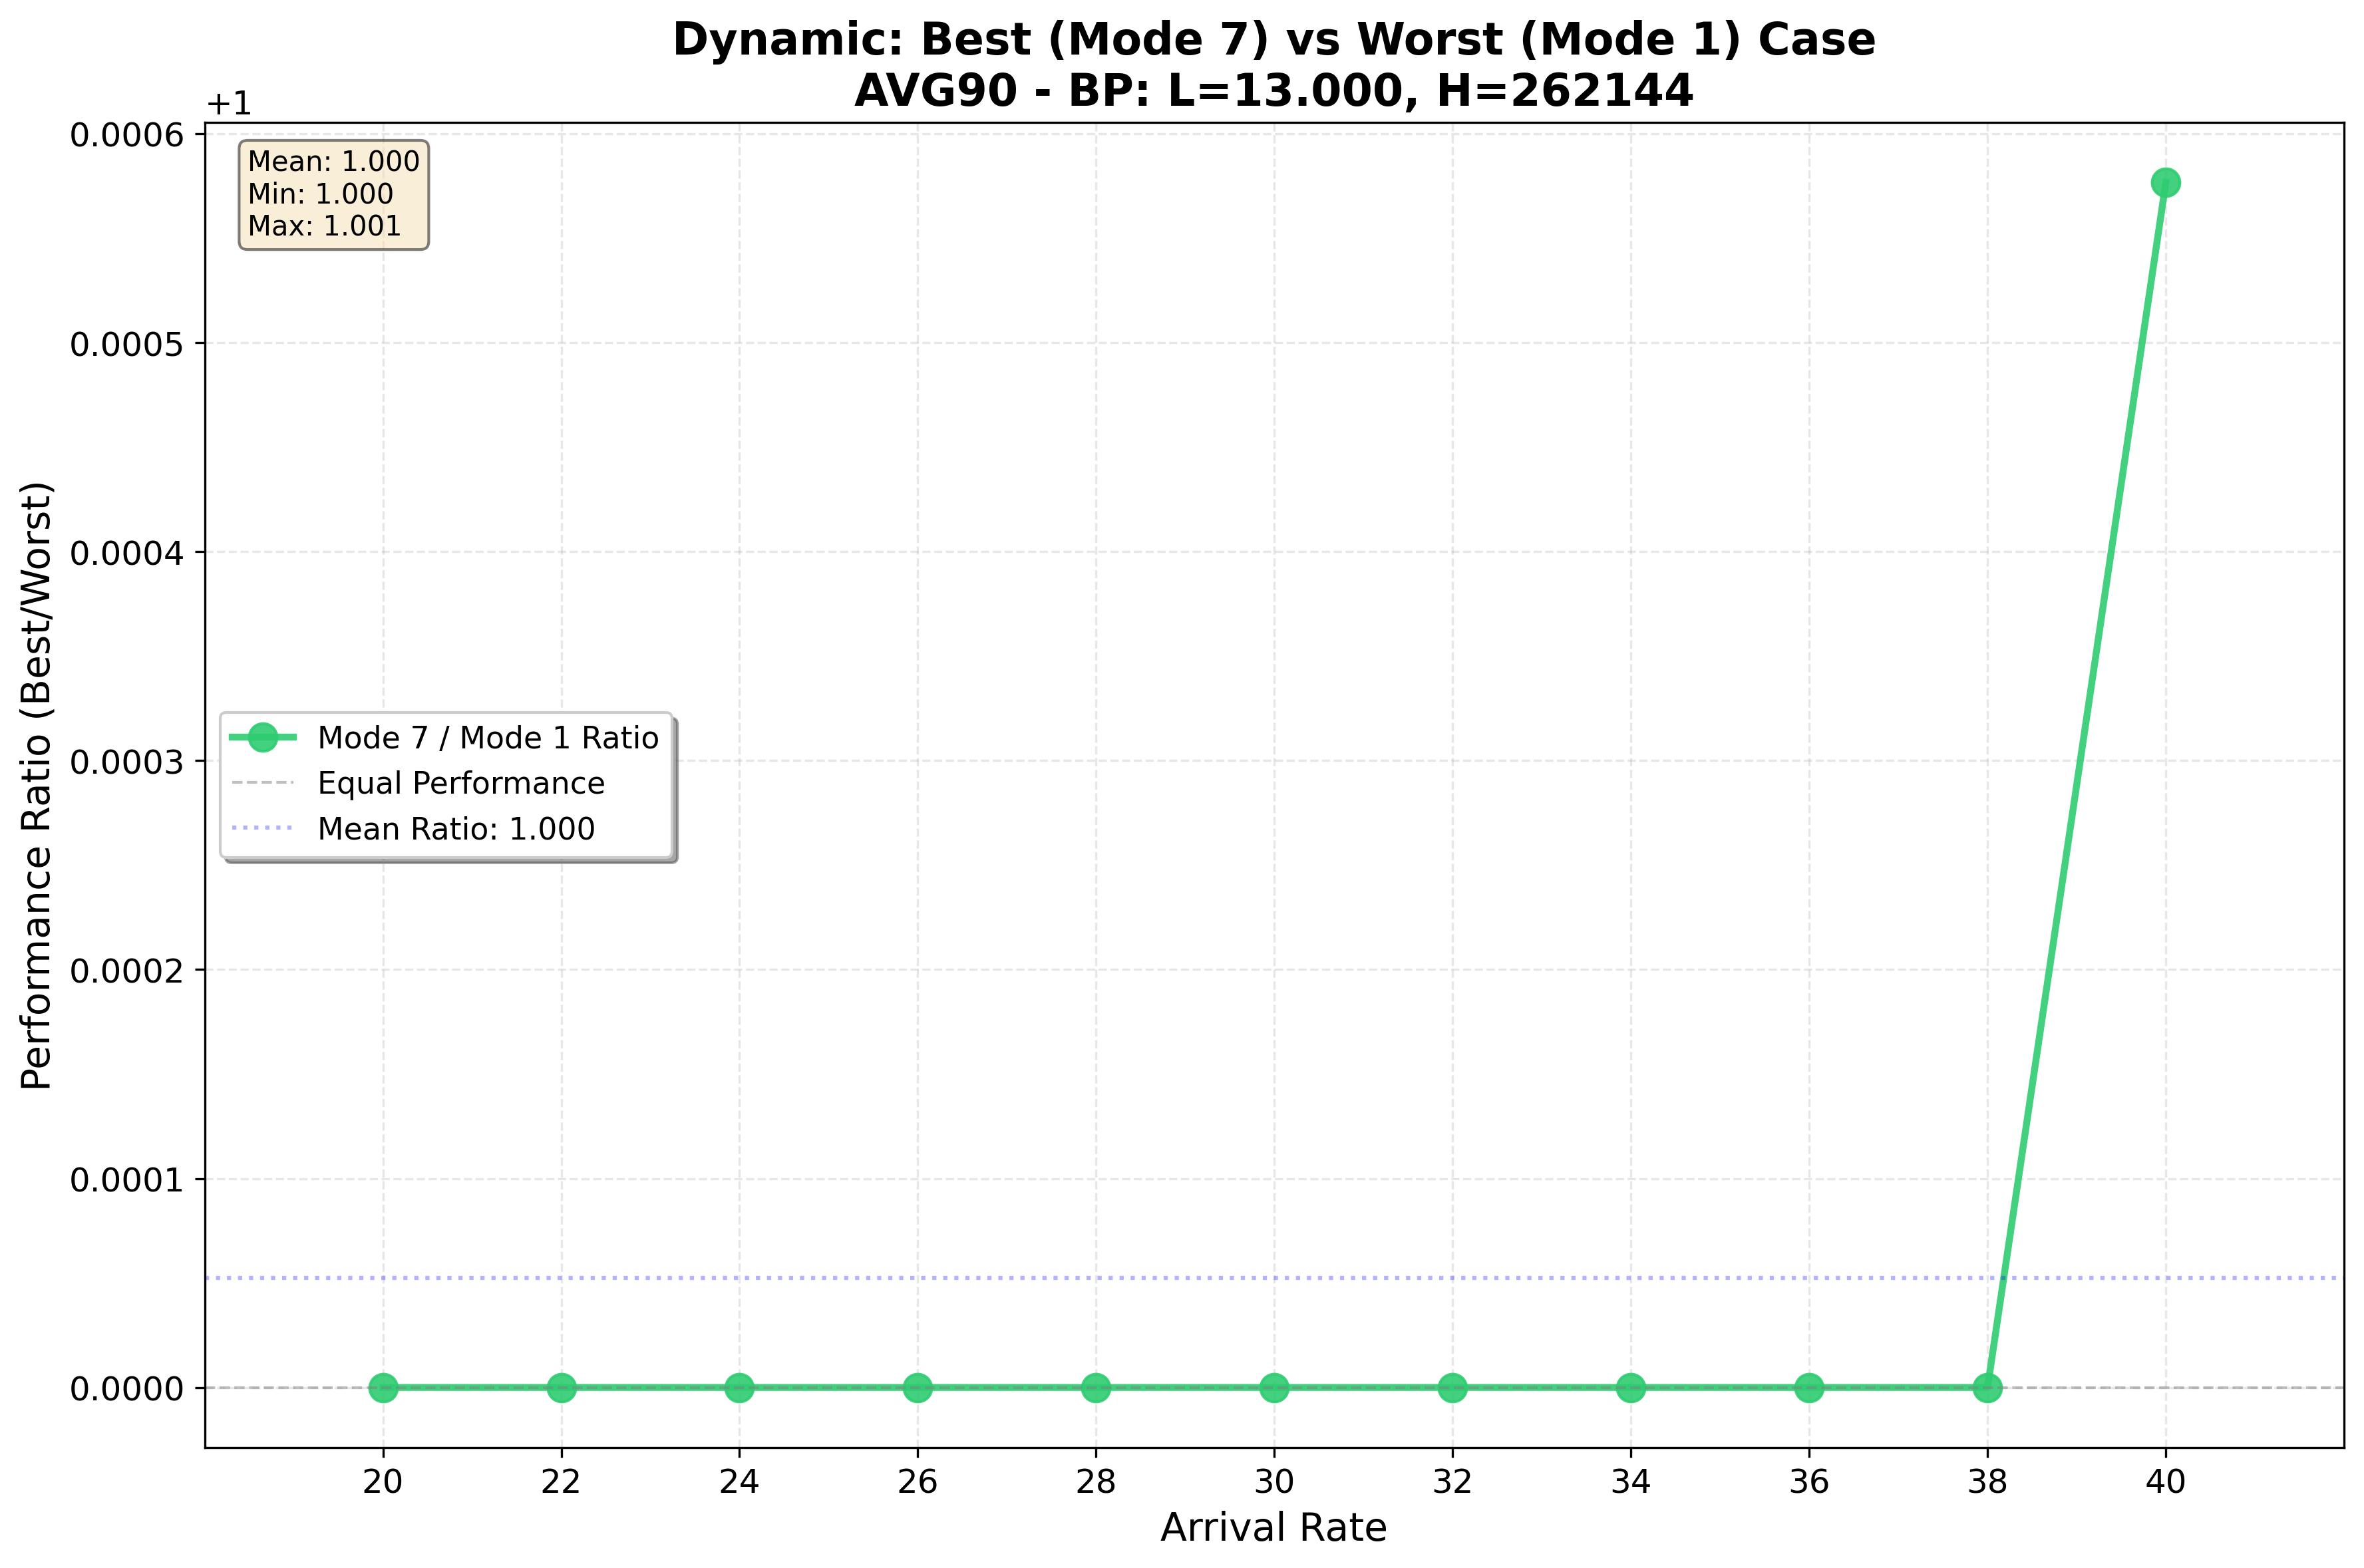 Dynamic: Best (Mode 7) vs Worst (Mode 1) Case
AVG90 - BP: L=13.000, H=262144
+1
0.0006
0.0005
0.0004
0.0003
0.0002
0.0001
0.0000
Performance Ratio (Best/Worst)
Mean: 1.000
Min: 1.000
Max: 1.001
Mode 7 / Mode 1 Ratio
Equal Performance
Mean Ratio: 1.000
20 22 24 26 28 30 32 34 36 38 40
Arrival Rate